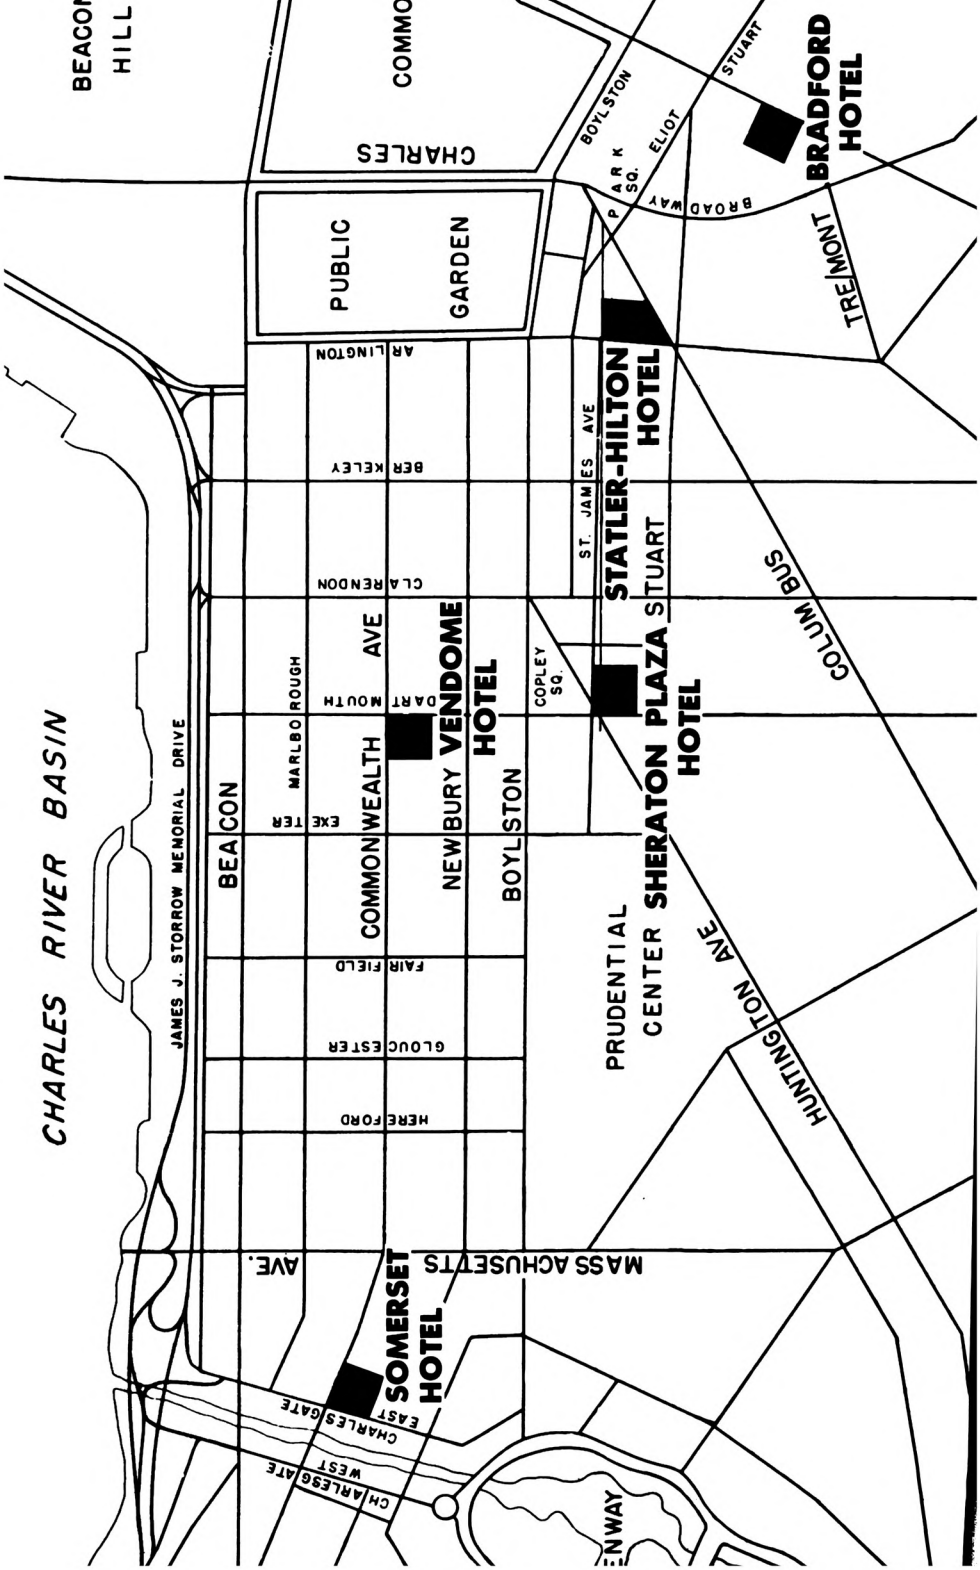 CHARLES RIVER BASIN
JAMES J. STORROW MEMORIAL DRIVE
BEACON
HILL
COMMO
CHARLES
PUBLIC
GARDEN
BEACON
MARLBOROUGH
COMMONWEALTH AVE
NEWBURY
BOYLSTON
ARLINGTON
BERKELEY
CLARENDON
DARTMOUTH
EXETER
FAIRFIELD
GLOUCESTER
HEREFORD
MASSACHUSETTS AVE.
CHARLESGATE
EAST
CHARLESGATE
WEST
ENWAY
SOMERSET
HOTEL
VENDOME
HOTEL
COPLEY
SQ.
ST. JAMES AVE
STATLER-HILTON
HOTEL
STUART
SHERATON PLAZA
HOTEL
PRUDENTIAL
CENTER
HUNTINGTON AVE.
COLUMBUS
BOYLSTON
PARK
SQ.
ELIOT
STUART
BROADWAY
TREMONT
BRADFORD
HOTEL